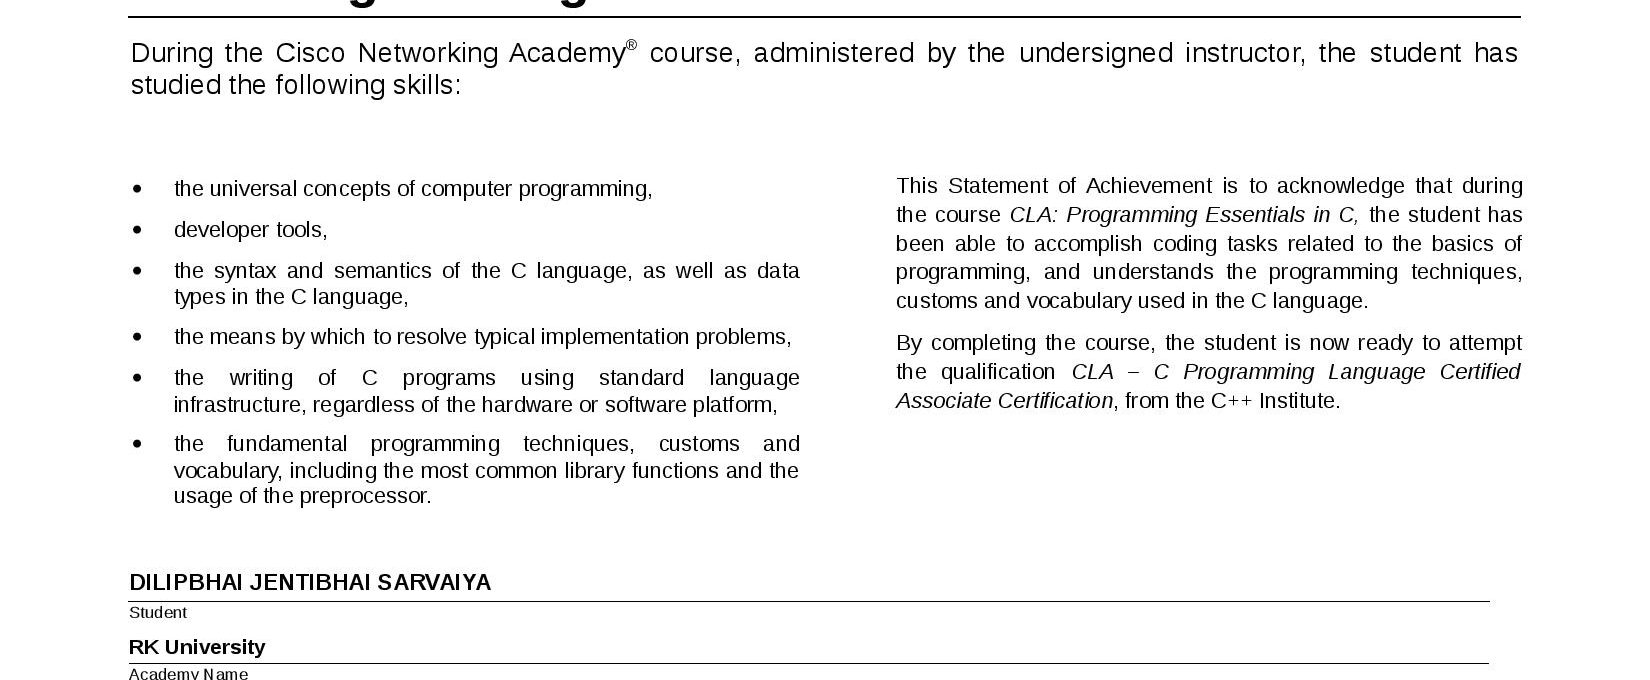 During the Cisco Networking Academy® course, administered by the undersigned instructor, the student has
studied the following skills:
• the universal concepts of computer programming,
• developer tools,
• the syntax and semantics of the C language, as well as data
types in the C language,
• the means by which to resolve typical implementation problems,
• the writing of C programs using standard language
infrastructure, regardless of the hardware or software platform,
• the fundamental programming techniques, customs and
vocabulary, including the most common library functions and the
usage of the preprocessor.
This Statement of Achievement is to acknowledge that during
the course CLA: Programming Essentials in C, the student has
been able to accomplish coding tasks related to the basics of
programming, and understands the programming techniques,
customs and vocabulary used in the C language.
By completing the course, the student is now ready to attempt
the qualification CLA – C Programming Language Certified
Associate Certification, from the C++ Institute.
DILIPBHAI JENTIBHAI SARVAIYA
Student
RK University
Academy Name